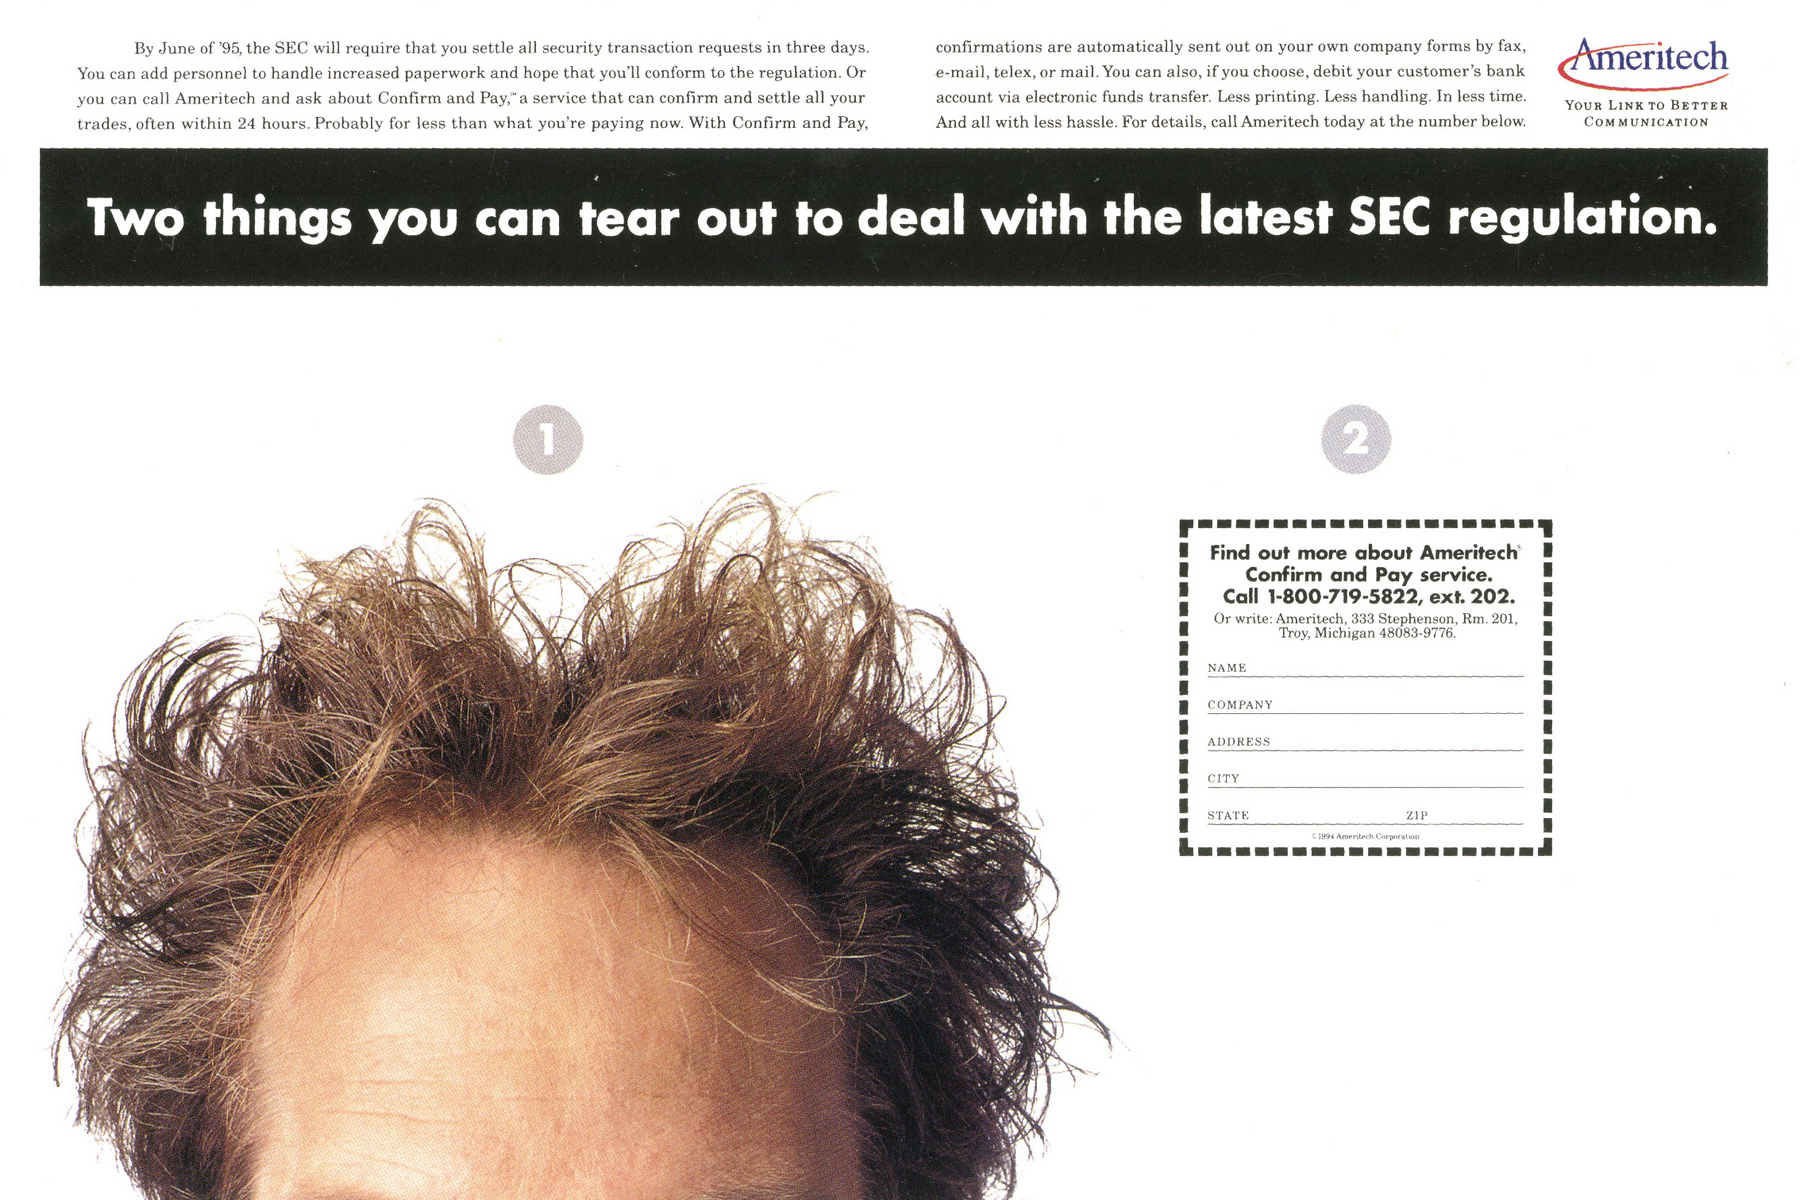 By June of '95, the SEC will require that you settle all security transaction requests in three days.
You can add personnel to handle increased paperwork and hope that you'll conform to the regulation. Or
you can call Ameritech and ask about Confirm and Pay,℠ a service that can confirm and settle all your
trades, often within 24 hours. Probably for less than what you're paying now. With Confirm and Pay,
confirmations are automatically sent out on your own company forms by fax,
e-mail, telex, or mail. You can also, if you choose, debit your customer's bank
account via electronic funds transfer. Less printing. Less handling. In less time.
And all with less hassle. For details, call Ameritech today at the number below.
Ameritech
YOUR LINK TO BETTER
COMMUNICATION
Two things you can tear out to deal with the latest SEC regulation.
1
2
Find out more about Ameritech
Confirm and Pay service.
Call 1-800-719-5822, ext. 202.
Or write: Ameritech, 333 Stephenson, Rm. 201,
Troy, Michigan 48083-9776.
NAME
COMPANY
ADDRESS
CITY
STATE ZIP
©1994 Ameritech Corporation